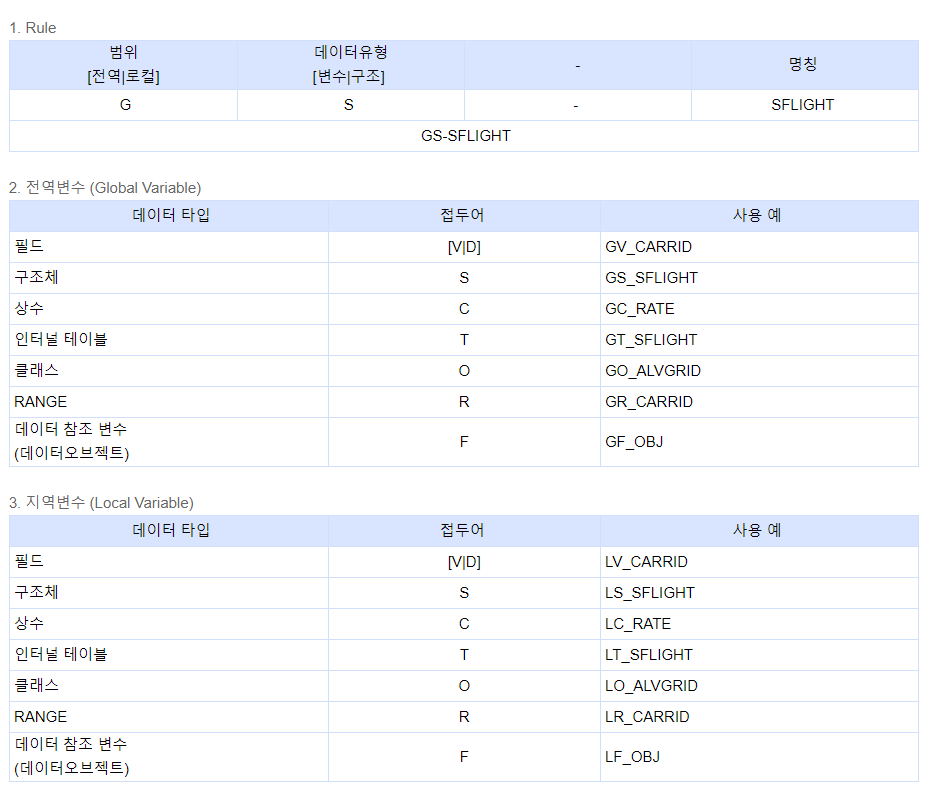 1. Rule
범위 데이터유형 - 명칭
[전역|로컬] [변수|구조]
G S - SFLIGHT
GS-SFLIGHT
2. 전역변수 (Global Variable)
데이터 타입 접두어 사용 예
필드 [V|D] GV_CARRID
구조체 S GS_SFLIGHT
상수 C GC_RATE
인터널 테이블 T GT_SFLIGHT
클래스 O GO_ALVGRID
RANGE R GR_CARRID
데이터 참조 변수
(데이터오브젝트) F GF_OBJ
3. 지역변수 (Local Variable)
데이터 타입 접두어 사용 예
필드 [V|D] LV_CARRID
구조체 S LS_SFLIGHT
상수 C LC_RATE
인터널 테이블 T LT_SFLIGHT
클래스 O LO_ALVGRID
RANGE R LR_CARRID
데이터 참조 변수
(데이터오브젝트) F LF_OBJ